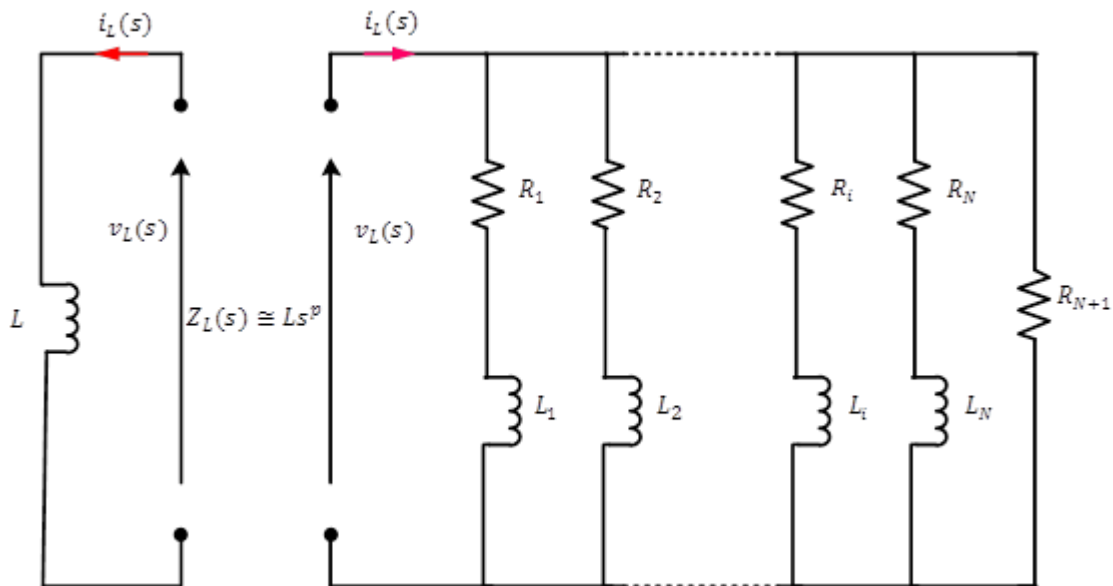 i_L(s)
i_L(s)
R_1
R_2
R_i
R_N
v_L(s)
v_L(s)
L
Z_L(s) ≅ Ls^p
R_{N+1}
L_1
L_2
L_i
L_N